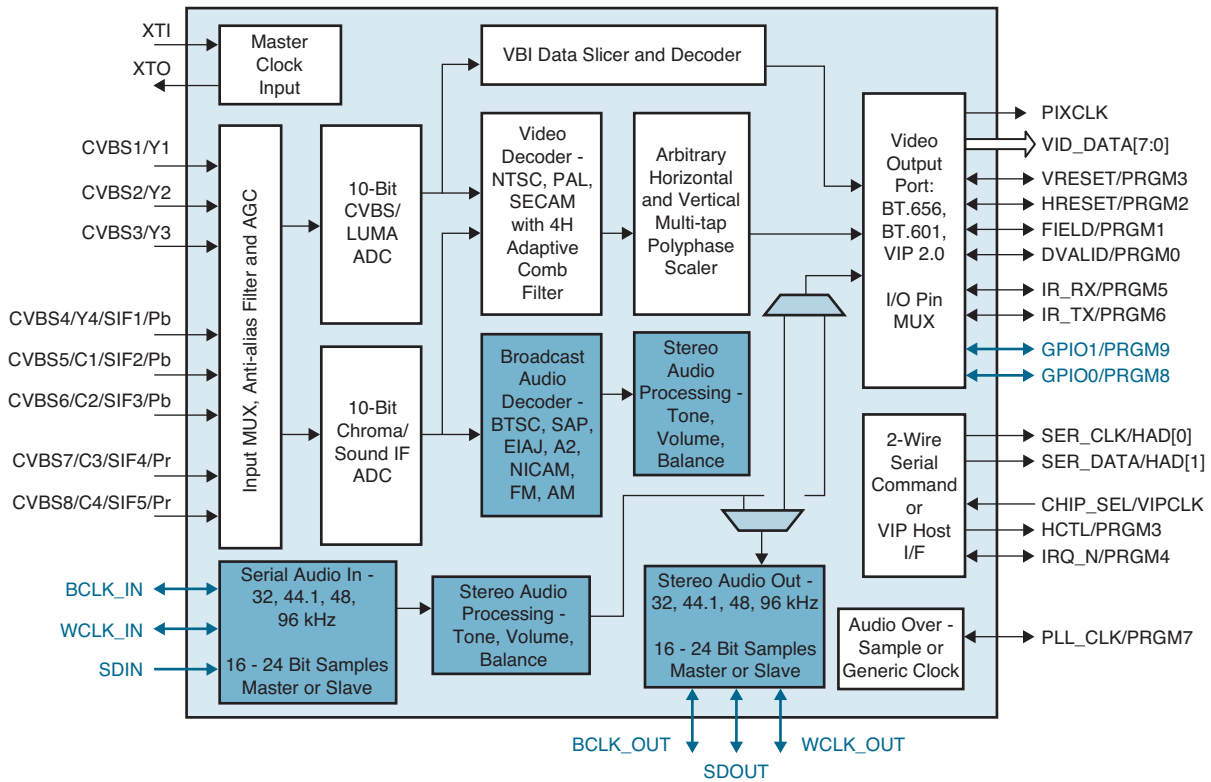 XTI
XTO
Master
Clock
Input
VBI Data Slicer and Decoder
CVBS1/Y1
CVBS2/Y2
CVBS3/Y3
CVBS4/Y4/SIF1/Pb
CVBS5/C1/SIF2/Pb
CVBS6/C2/SIF3/Pb
CVBS7/C3/SIF4/Pr
CVBS8/C4/SIF5/Pr
Input MUX, Anti-alias Filter and AGC
10-Bit
CVBS/
LUMA
ADC
10-Bit
Chroma/
Sound IF
ADC
Video
Decoder -
NTSC, PAL,
SECAM
with 4H
Adaptive
Comb
Filter
Arbitrary
Horizontal
and Vertical
Multi-tap
Polyphase
Scaler
Broadcast
Audio
Decoder -
BTSC, SAP,
EIAJ, A2,
NICAM,
FM, AM
Stereo
Audio
Processing -
Tone,
Volume,
Balance
Video
Output
Port:
BT.656,
BT.601,
VIP 2.0
I/O Pin
MUX
PIXCLK
VID_DATA[7:0]
VRESET/PRGM3
HRESET/PRGM2
FIELD/PRGM1
DVALID/PRGM0
IR_RX/PRGM5
IR_TX/PRGM6
GPIO1/PRGM9
GPIO0/PRGM8
2-Wire
Serial
Command
or
VIP Host
I/F
SER_CLK/HAD[0]
SER_DATA/HAD[1]
CHIP_SEL/VIPCLK
HCTL/PRGM3
IRQ_N/PRGM4
Audio Over -
Sample or
Generic Clock
PLL_CLK/PRGM7
BCLK_IN
WCLK_IN
SDIN
Serial Audio In -
32, 44.1, 48,
96 kHz
16 - 24 Bit Samples
Master or Slave
Stereo Audio
Processing -
Tone, Volume,
Balance
Stereo Audio Out -
32, 44.1, 48, 96 kHz
16 - 24 Bit Samples
Master or Slave
BCLK_OUT
SDOUT
WCLK_OUT